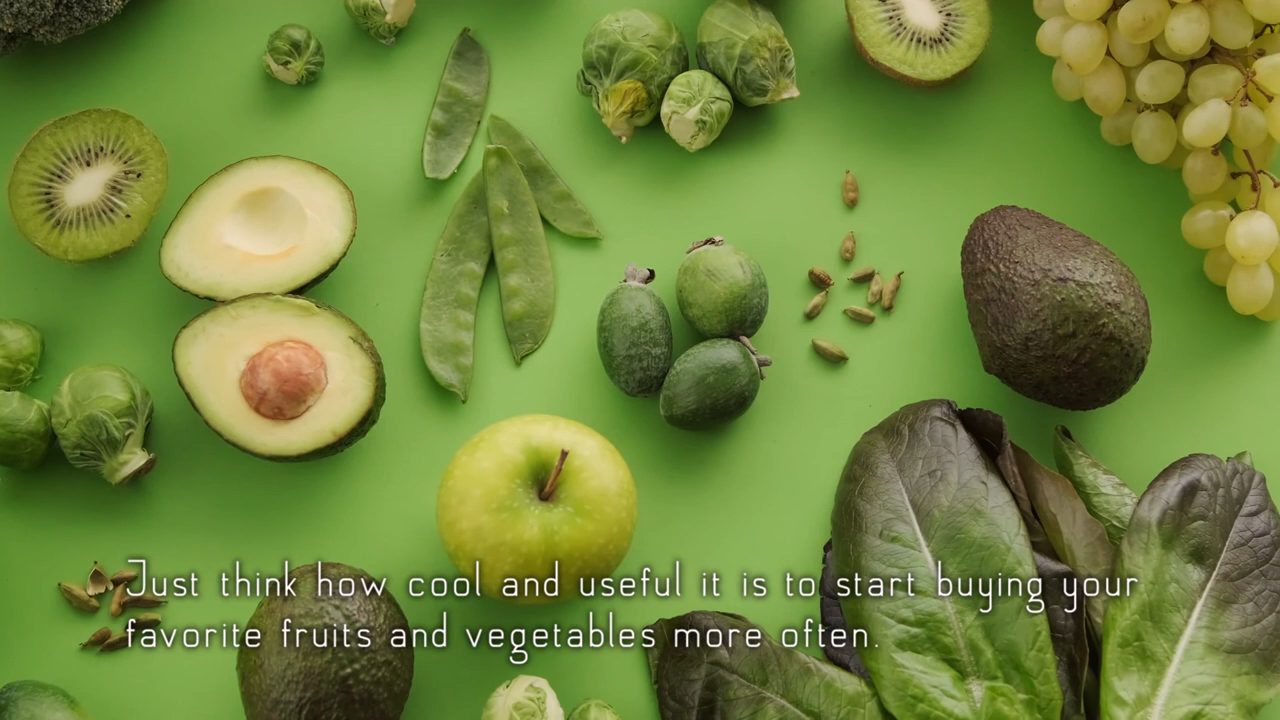 Just think how cool and useful it is to start buying your
favorite fruits and vegetables more often.